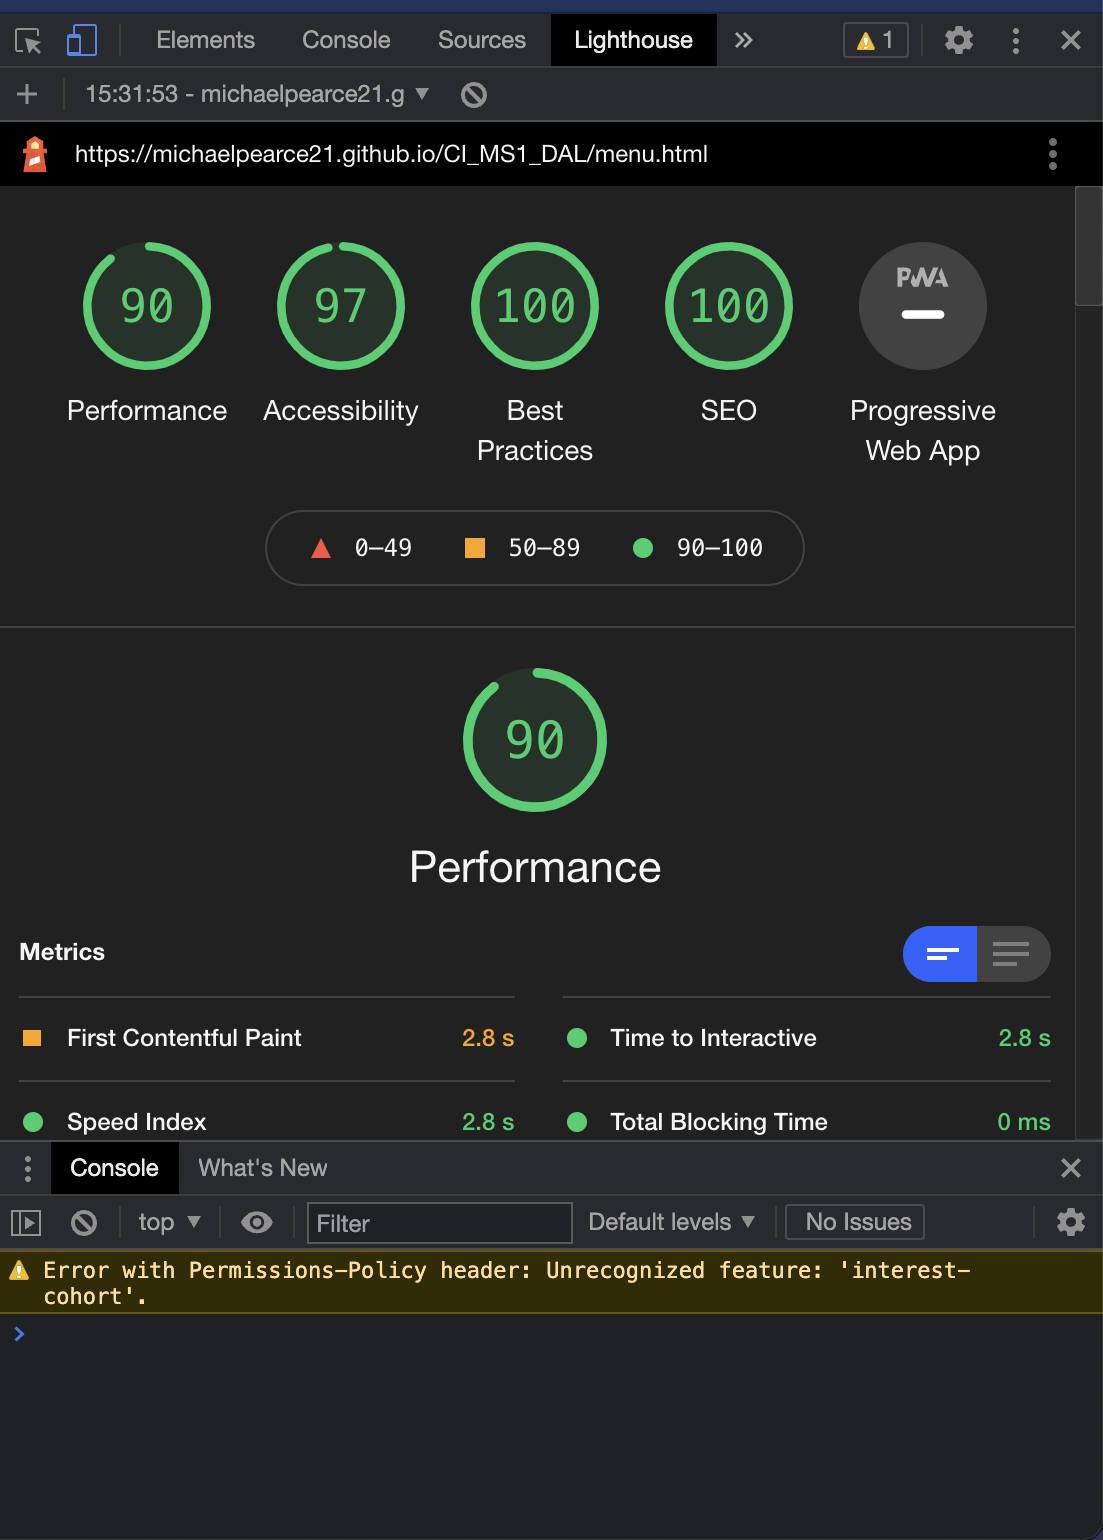 Elements Console Sources Lighthouse 1
15:31:53 - michaelpearce21.g
https://michaelpearce21.github.io/CI_MS1_DAL/menu.html
90 97 100 100 PWA
Performance Accessibility Best Practices SEO Progressive Web App
0–49 50–89 90–100
90
Performance
Metrics
First Contentful Paint 2.8 s Time to Interactive 2.8 s
Speed Index 2.8 s Total Blocking Time 0 ms
Console What's New
top Filter Default levels No Issues
Error with Permissions-Policy header: Unrecognized feature: 'interest-
cohort'.